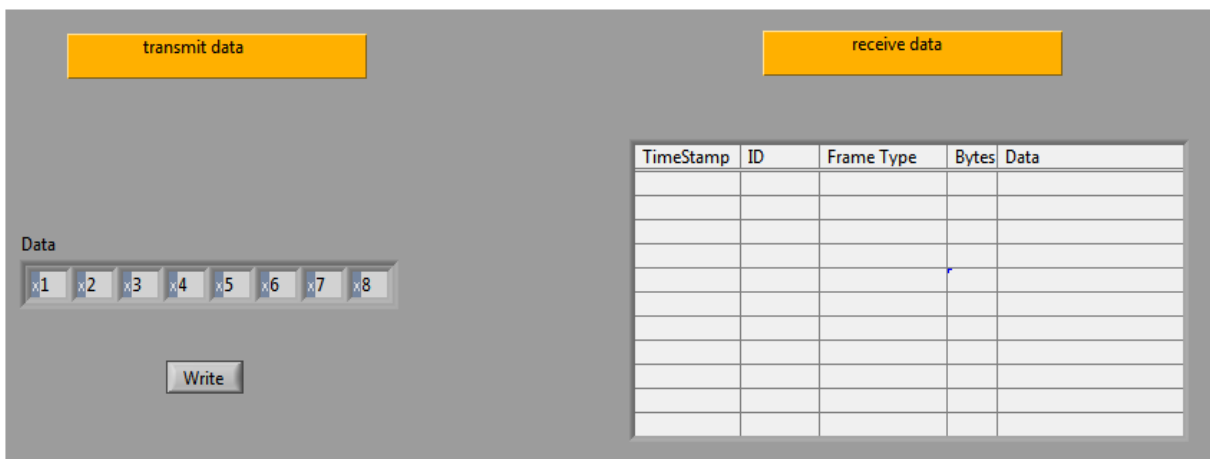 transmit data
receive data
TimeStamp ID Frame Type Bytes Data
Data
x1 x2 x3 x4 x5 x6 x7 x8
Write